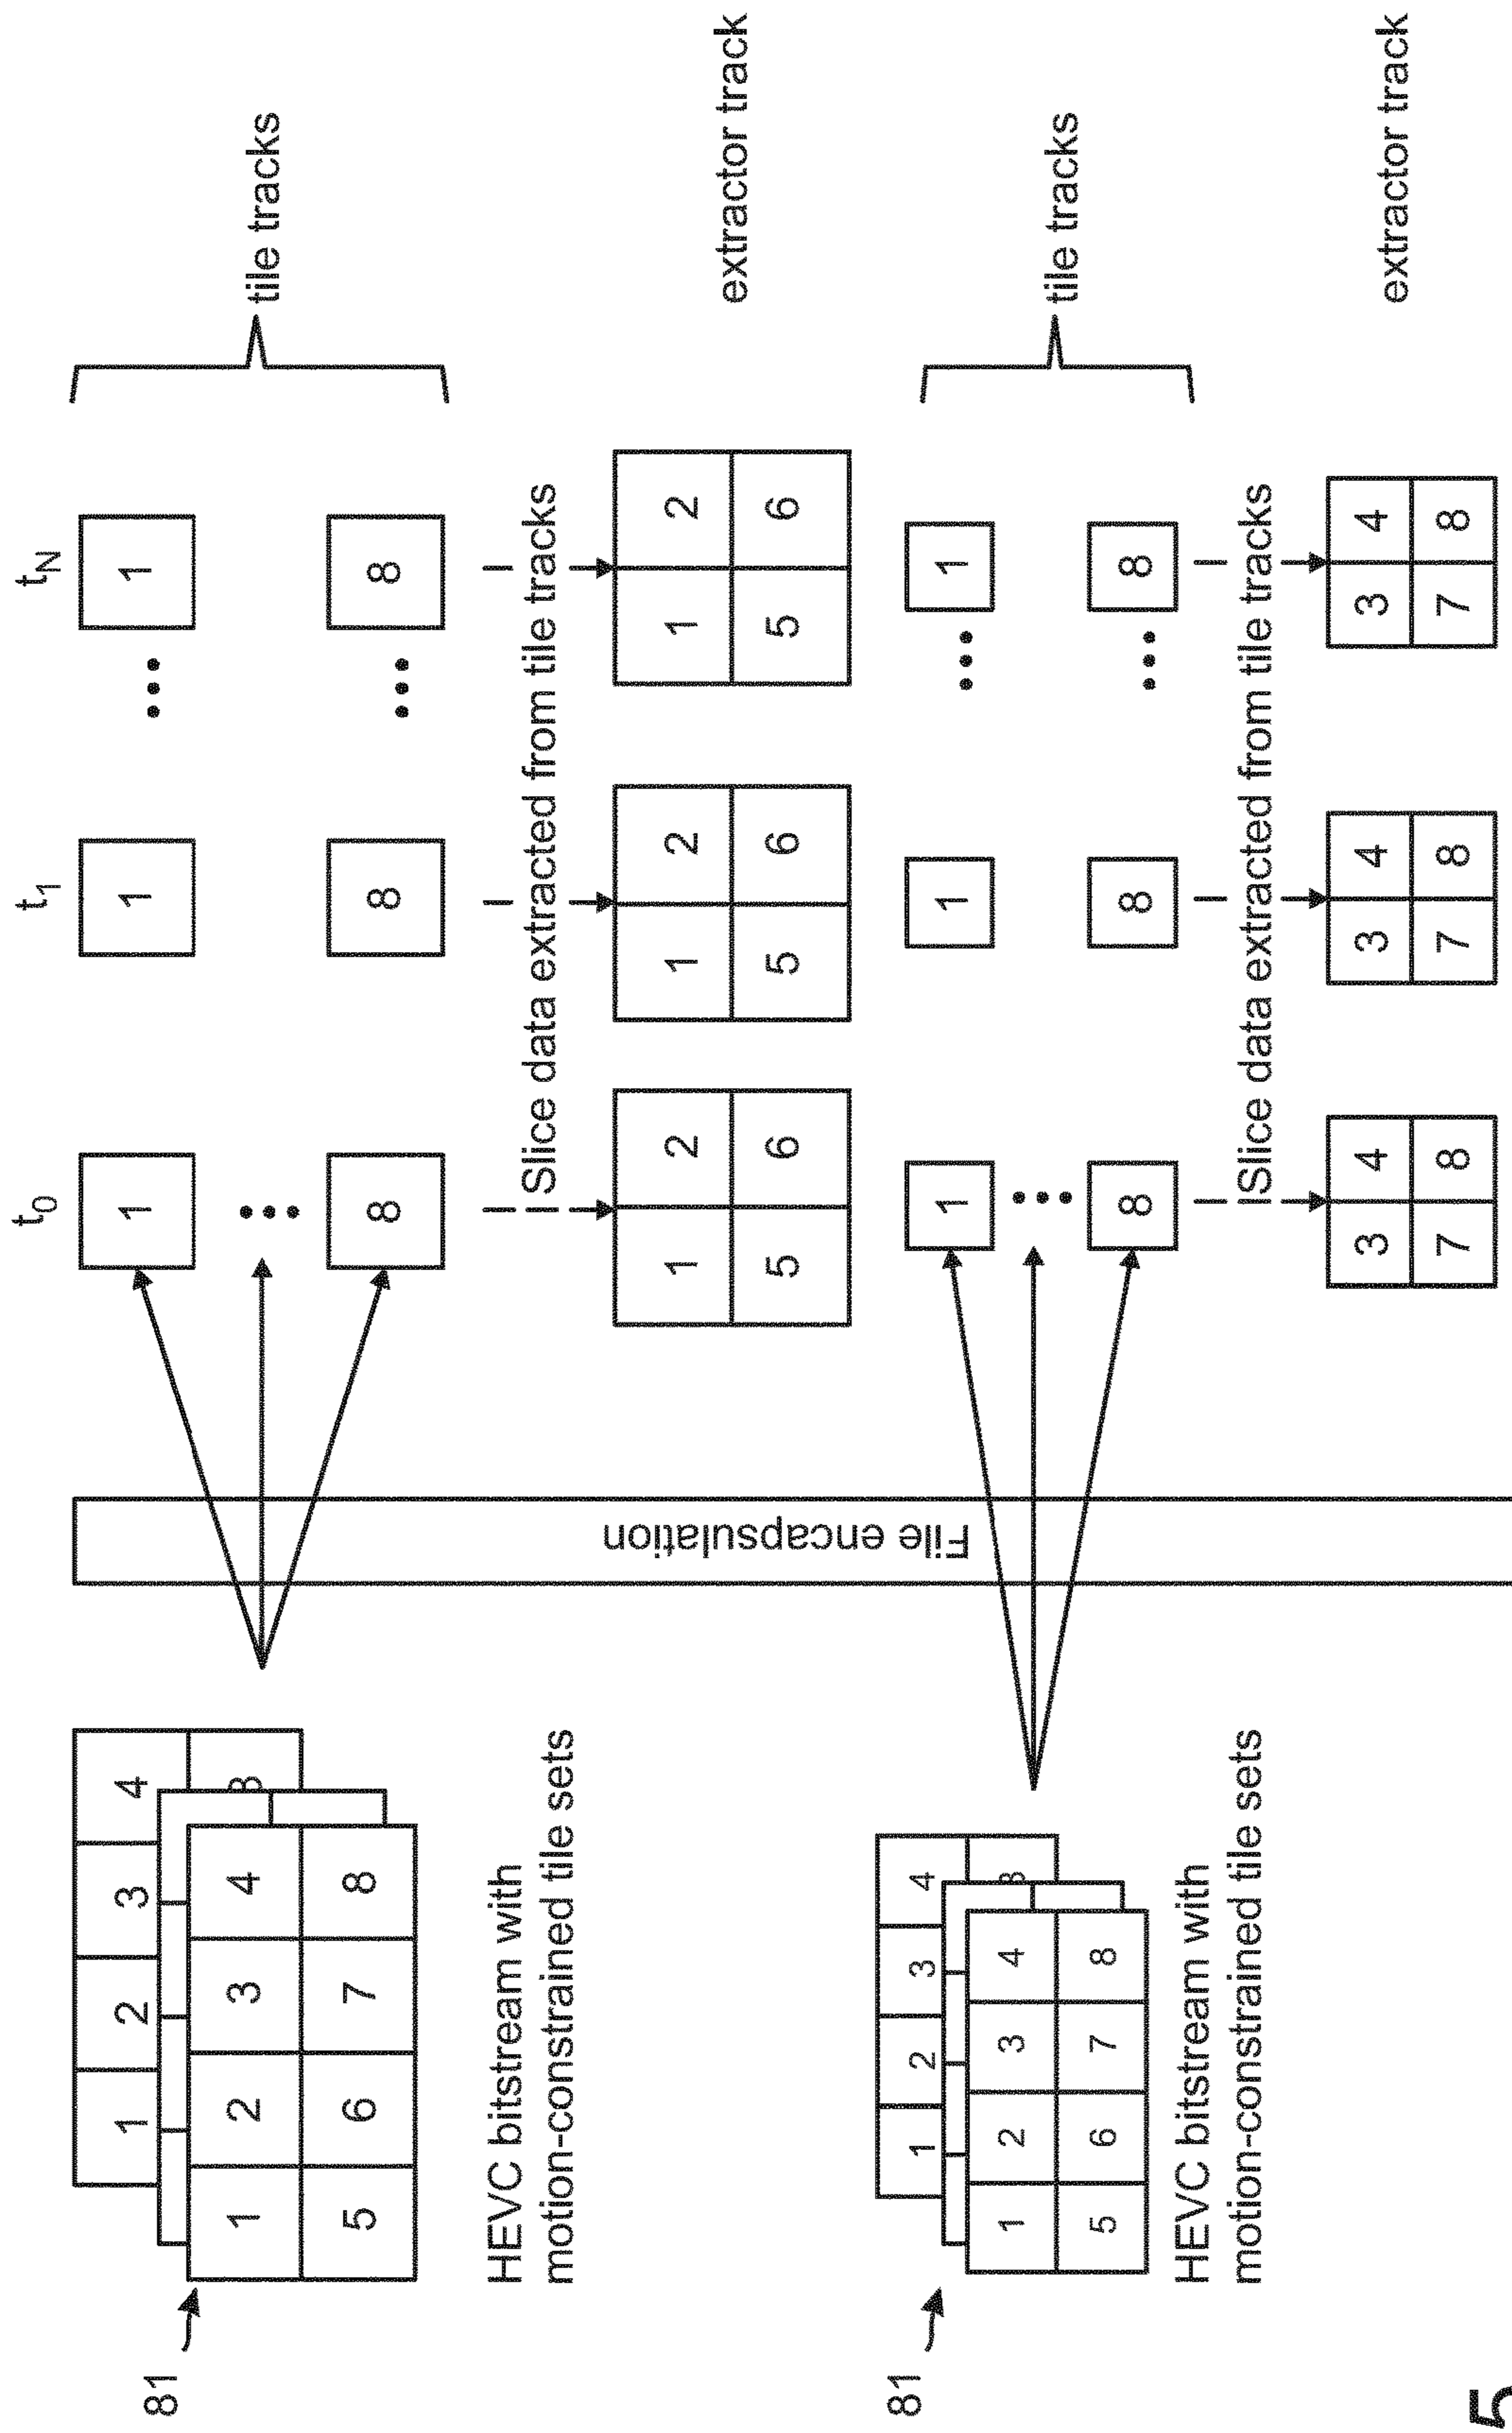 t0 t1 tN
81
1 2 3 4
8
1 2 3 4
5 6 7 8
HEVC bitstream with
motion-constrained tile sets
File encapsulation
1 1 1
8 8 8
tile tracks
Slice data extracted from tile tracks
1 2 1 2 1 2
5 6 5 6 5 6
extractor track
81
1 2 3 4
8
1 2 3 4
5 6 7 8
HEVC bitstream with
motion-constrained tile sets
1 1 1
8 8 8
tile tracks
Slice data extracted from tile tracks
3 4 3 4 3 4
7 8 7 8 7 8
extractor track
5